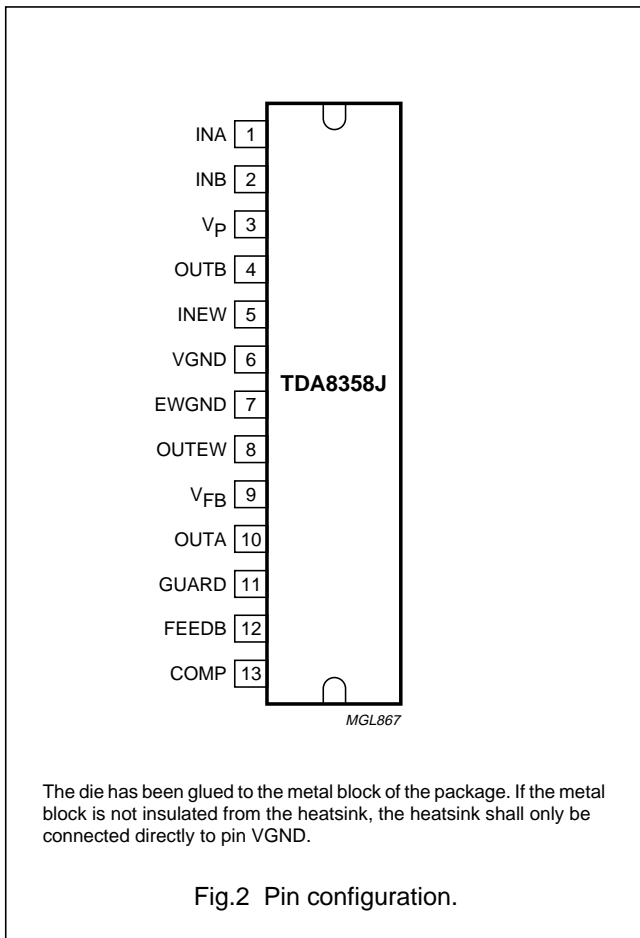 INA 1
INB 2
VP 3
OUTB 4
INEW 5
VGND 6
TDA8358J
EWGND 7
OUTEW 8
VFB 9
OUTA 10
GUARD 11
FEEDB 12
COMP 13
MGL867
The die has been glued to the metal block of the package. If the metal
block is not insulated from the heatsink, the heatsink shall only be
connected directly to pin VGND.
Fig.2 Pin configuration.